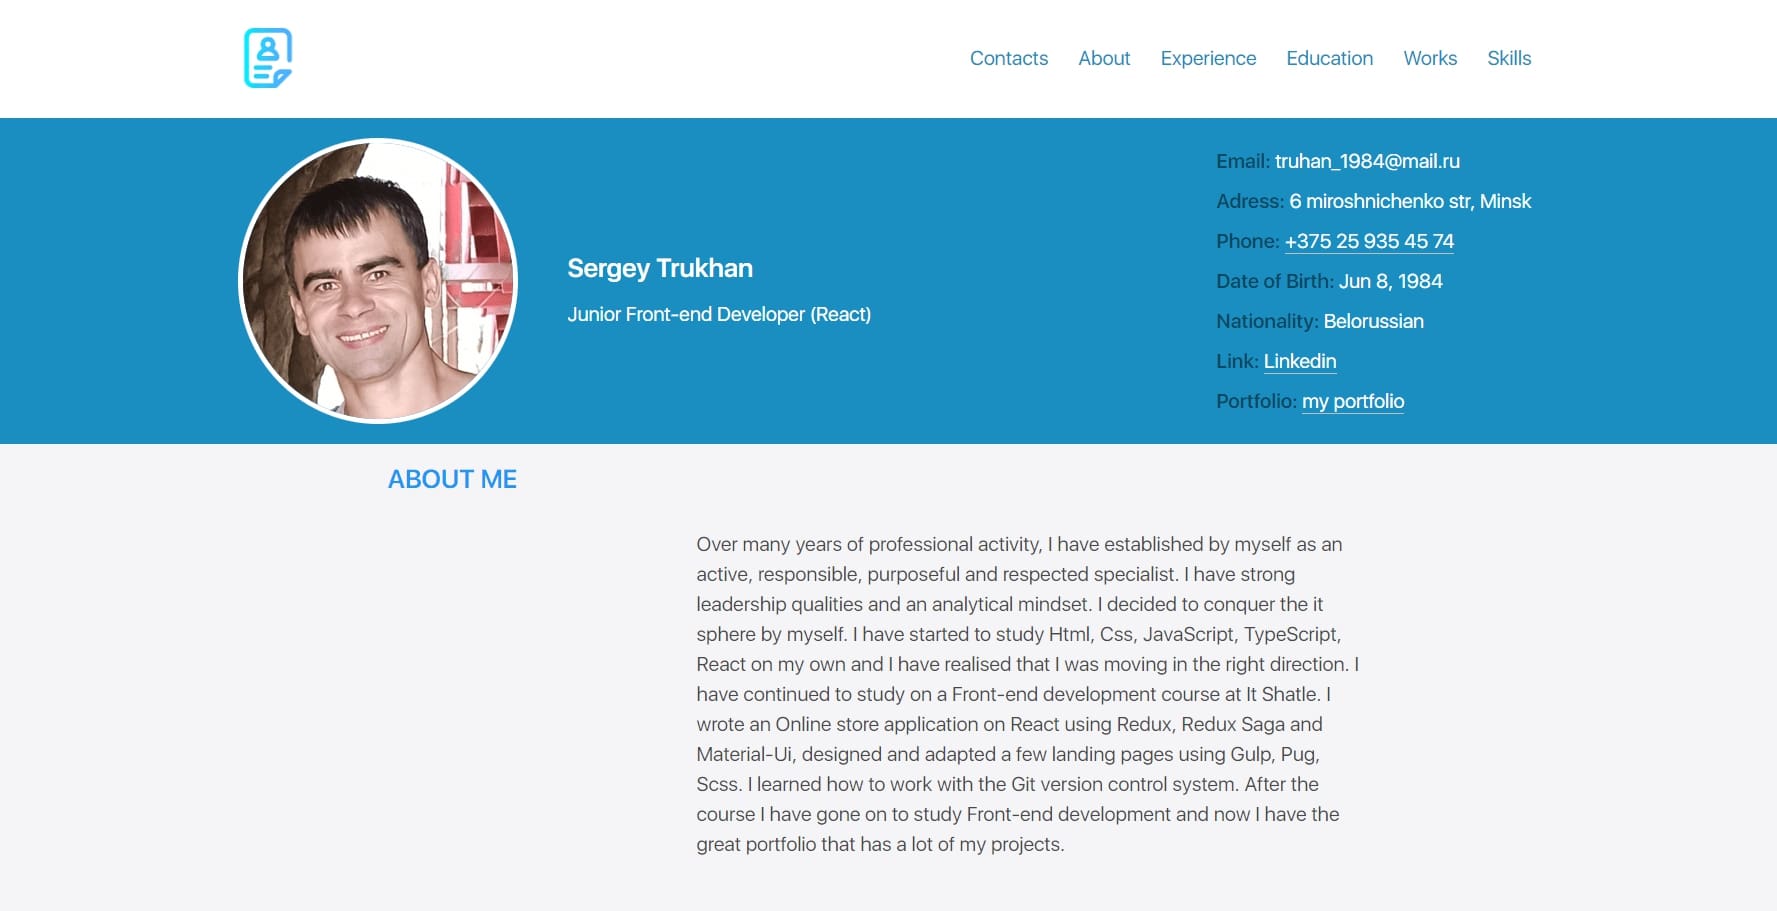 Contacts About Experience Education Works Skills
Sergey Trukhan
Junior Front-end Developer (React)
Email: truhan_1984@mail.ru
Adress: 6 miroshnichenko str, Minsk
Phone: +375 25 935 45 74
Date of Birth: Jun 8, 1984
Nationality: Belorussian
Link: Linkedin
Portfolio: my portfolio
ABOUT ME
Over many years of professional activity, I have established by myself as an
active, responsible, purposeful and respected specialist. I have strong
leadership qualities and an analytical mindset. I decided to conquer the it
sphere by myself. I have started to study Html, Css, JavaScript, TypeScript,
React on my own and I have realised that I was moving in the right direction. I
have continued to study on a Front-end development course at It Shatle. I
wrote an Online store application on React using Redux, Redux Saga and
Material-Ui, designed and adapted a few landing pages using Gulp, Pug,
Scss. I learned how to work with the Git version control system. After the
course I have gone on to study Front-end development and now I have the
great portfolio that has a lot of my projects.